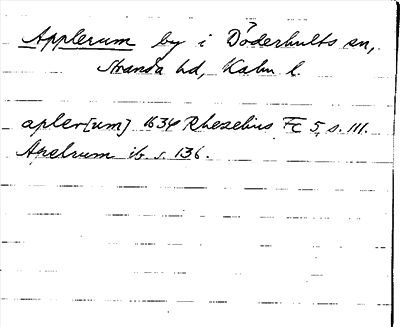 Applerum by i Döderhults sn,
Stranda hd, Kalm l.
apler[um] 1634 Rhezelius Fc 5, s. 111.
Apelrum ib. s. 136.